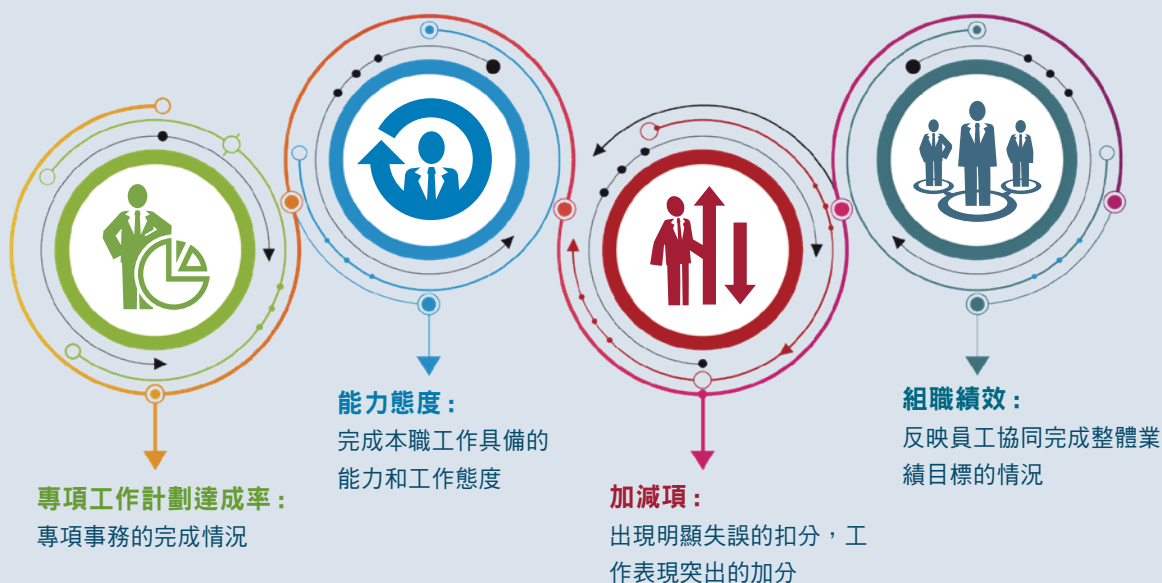 專項工作計劃達成率：
專項事務的完成情況
能力態度：
完成本職工作具備的
能力和工作態度
加減項：
出現明顯失誤的扣分，工
作表現突出的加分
組職績效：
反映員工協同完成整體業
績目標的情況